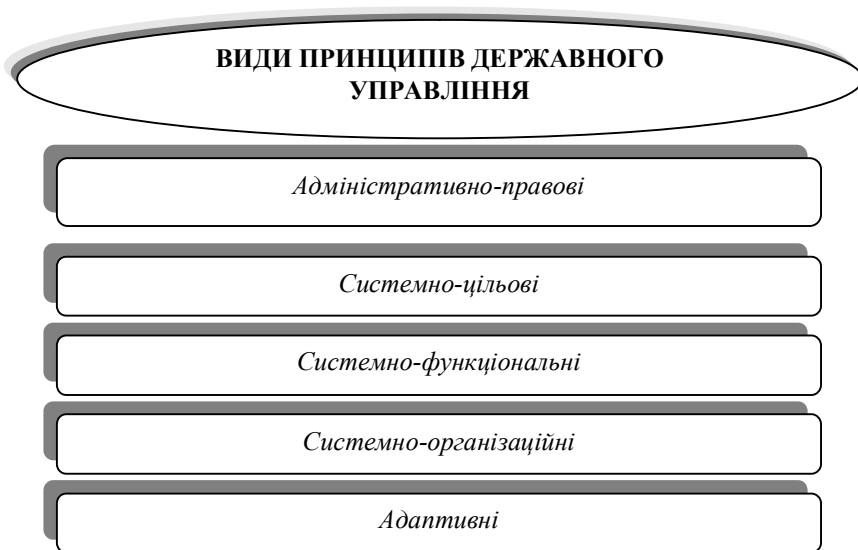 ВИДИ ПРИНЦИПІВ ДЕРЖАВНОГО
УПРАВЛІННЯ
Адміністративно-правові
Системно-цільові
Системно-функціональні
Системно-організаційні
Адаптивні